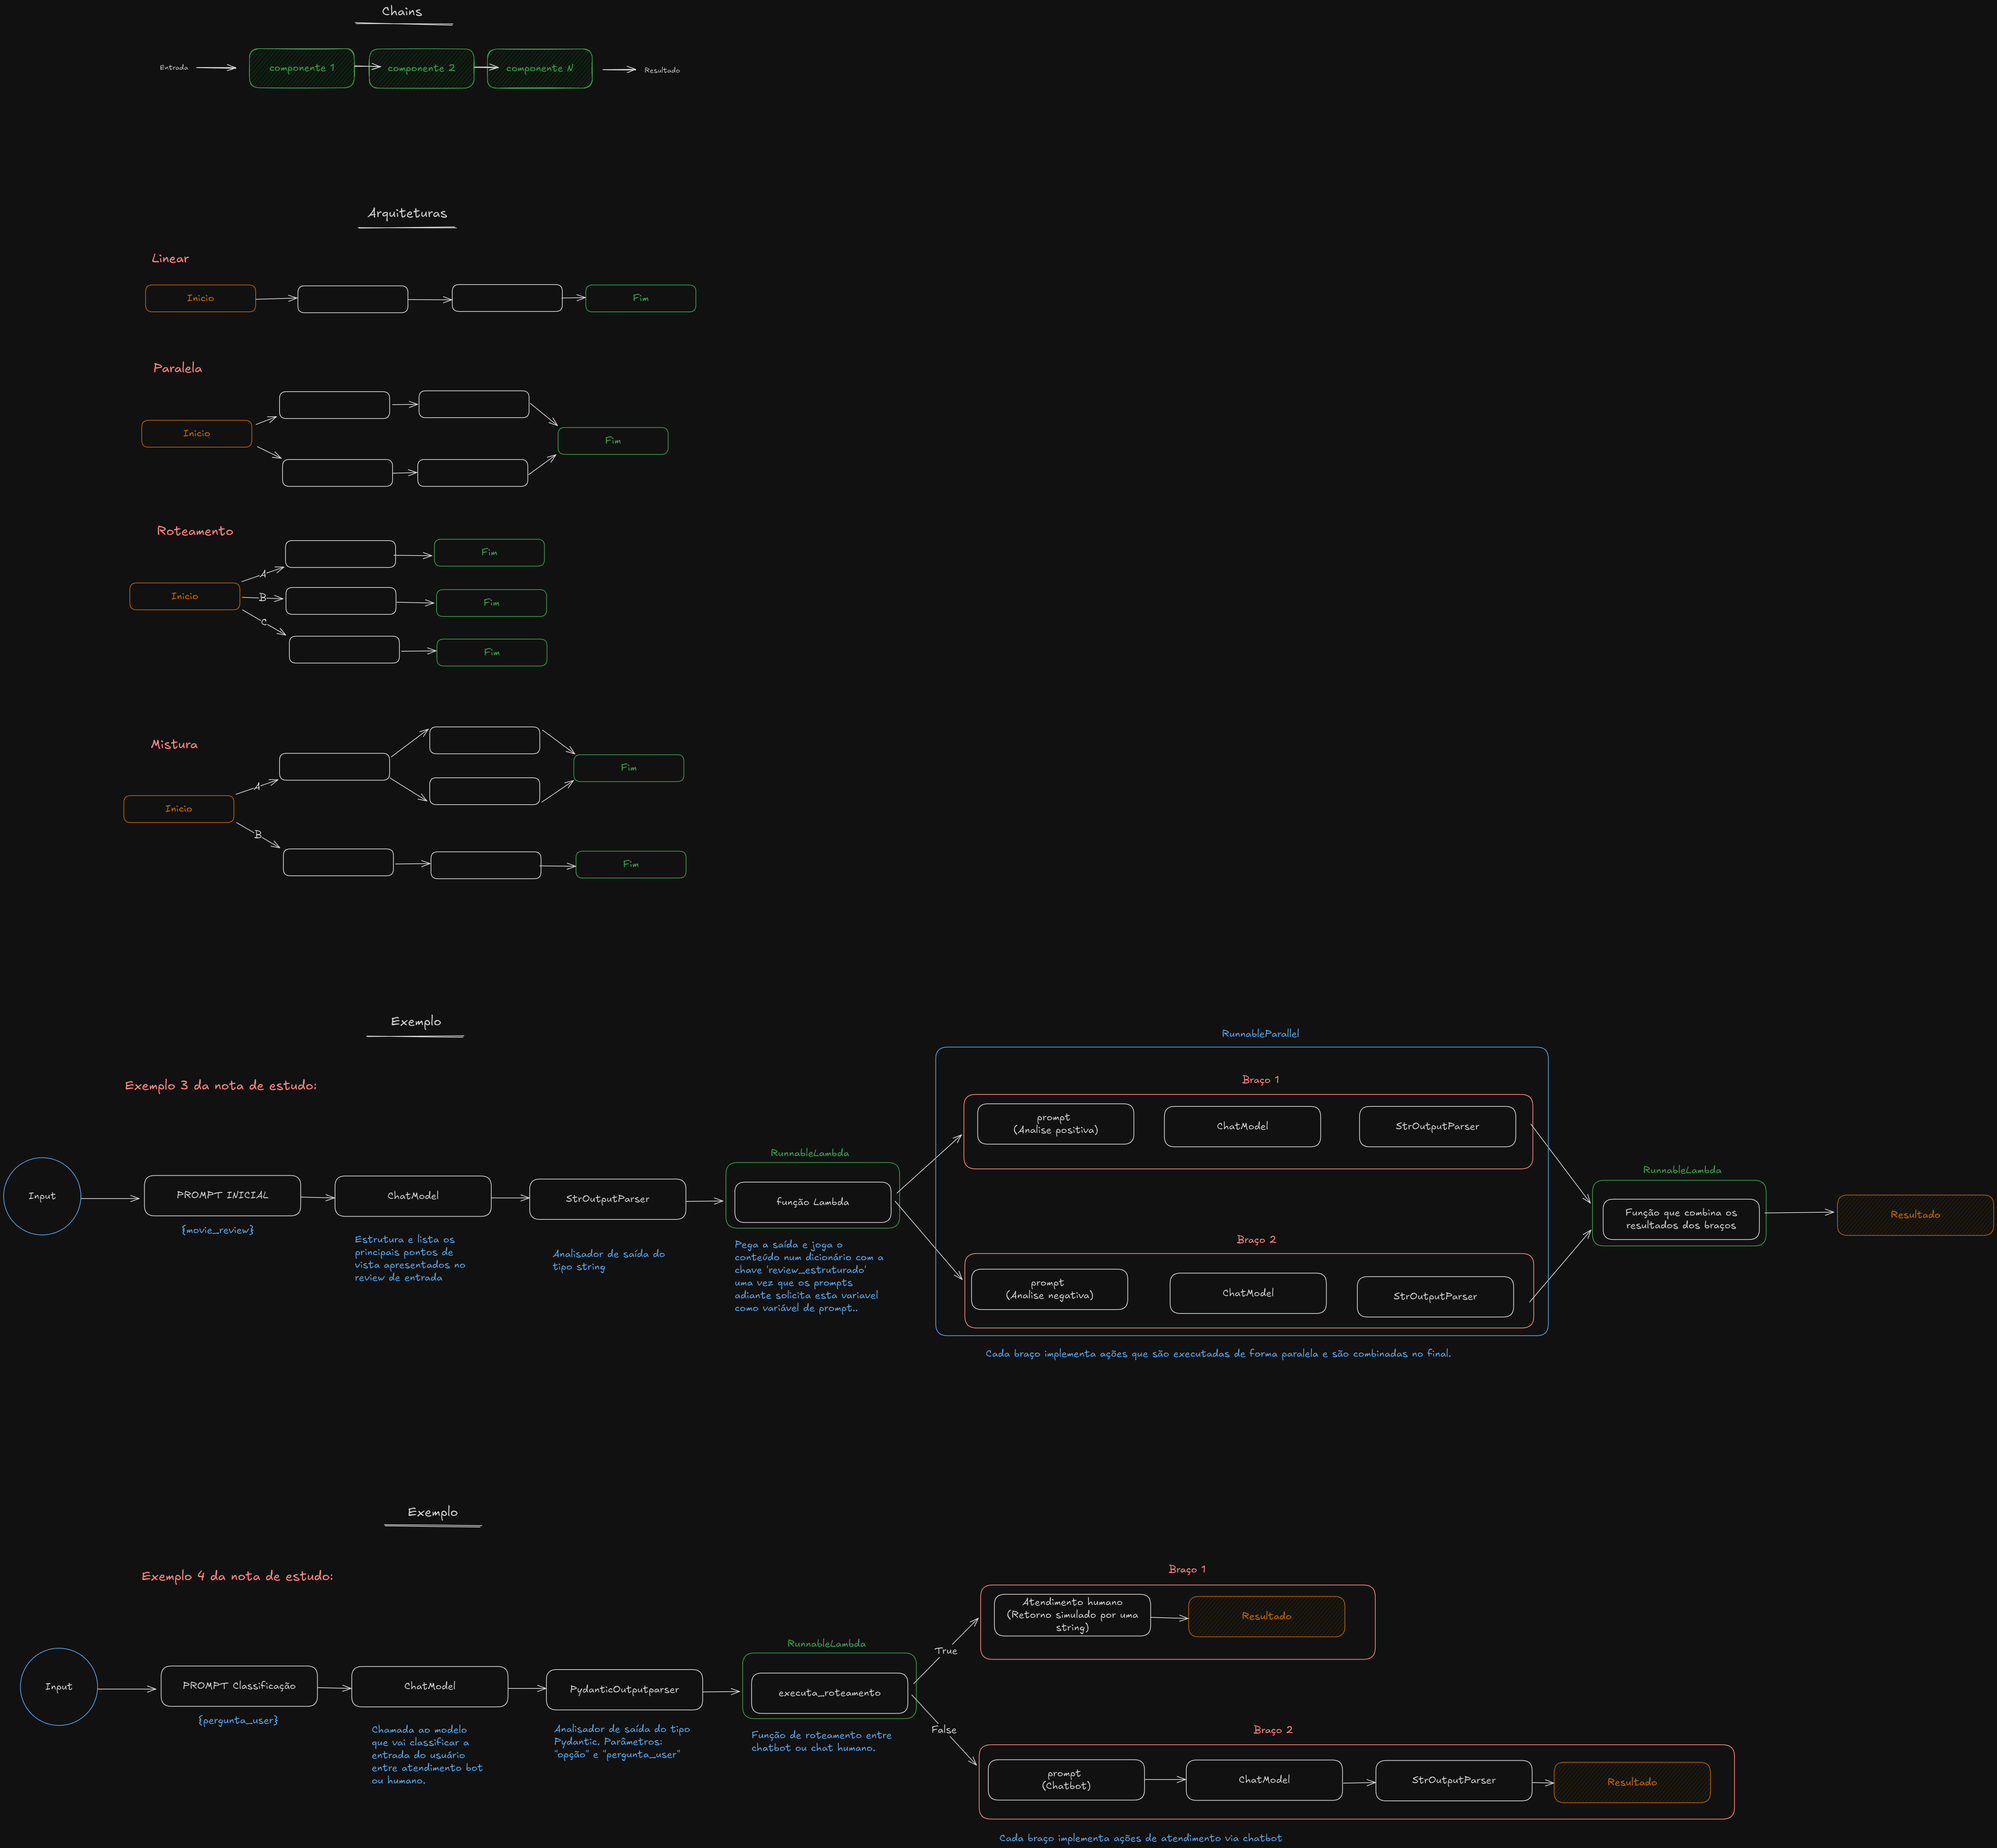 Chains
Entrada
componente 1
componente 2
componente N
Resultado
Arquiteturas
Linear
Inicio
Fim
Paralela
Inicio
Fim
Roteamento
Inicio
A
B
C
Fim
Fim
Fim
Mistura
Inicio
A
B
Fim
Fim
Exemplo
Exemplo 3 da nota de estudo:
Input
PROMPT INICIAL
{movie_review}
ChatModel
Estrutura e lista os
principais pontos de
vista apresentados no
review de entrada
StrOutputParser
Analisador de saída do
tipo string
RunnableLambda
função Lambda
Pega a saída e joga o
conteúdo num dicionário com a
chave 'review_estruturado'
uma vez que os prompts
adiante solicita esta variavel
como variável de prompt..
RunnableParallel
Braço 1
prompt
(Analise positiva)
ChatModel
StrOutputParser
Braço 2
prompt
(Analise negativa)
ChatModel
StrOutputParser
Cada braço implementa ações que são executadas de forma paralela e são combinadas no final.
RunnableLambda
Função que combina os
resultados dos braços
Resultado
Exemplo
Exemplo 4 da nota de estudo:
Input
PROMPT Classificação
{pergunta_user}
ChatModel
Chamada ao modelo
que vai classificar a
entrada do usuário
entre atendimento bot
ou humano.
PydanticOutputparser
Analisador de saída do tipo
Pydantic. Parâmetros:
"opção" e "pergunta_user"
RunnableLambda
executa_roteamento
Função de roteamento entre
chatbot ou chat humano.
True
False
Braço 1
Atendimento humano
(Retorno simulado por uma
string)
Resultado
Braço 2
prompt
(Chatbot)
ChatModel
StrOutputParser
Resultado
Cada braço implementa ações de atendimento via chatbot